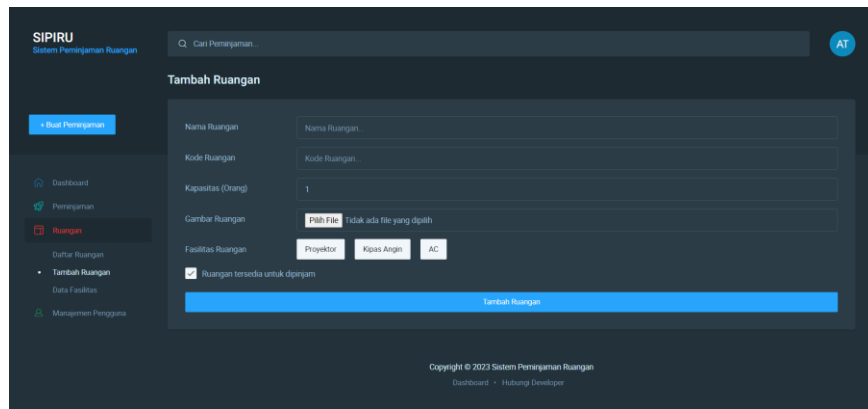 SIPIRU
Sistem Peminjaman Ruangan
Cari Peminjaman...
AT
Tambah Ruangan
+ Buat Peminjaman
Nama Ruangan
Nama Ruangan...
Kode Ruangan
Kode Ruangan...
Kapasitas (Orang)
1
Gambar Ruangan
Pilih File Tidak ada file yang dipilih
Fasilitas Ruangan
Proyektor Kipas Angin AC
Ruangan tersedia untuk dipinjam
Tambah Ruangan
Dashboard
Peminjaman
Ruangan
Daftar Ruangan
Tambah Ruangan
Data Fasilitas
Manajemen Pengguna
Copyright © 2023 Sistem Peminjaman Ruangan
Dashboard • Hubungi Developer